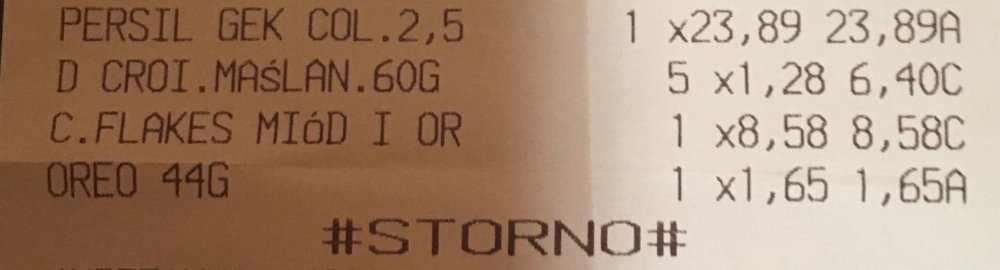 PERSIL GEK COL.2,5 1 x23,89 23,89A
D CROI.MAśLAN.60G 5 x1,28 6,40C
C.FLAKES MIóD I OR 1 x8,58 8,58C
OREO 44G 1 x1,65 1,65A
#STORNO#